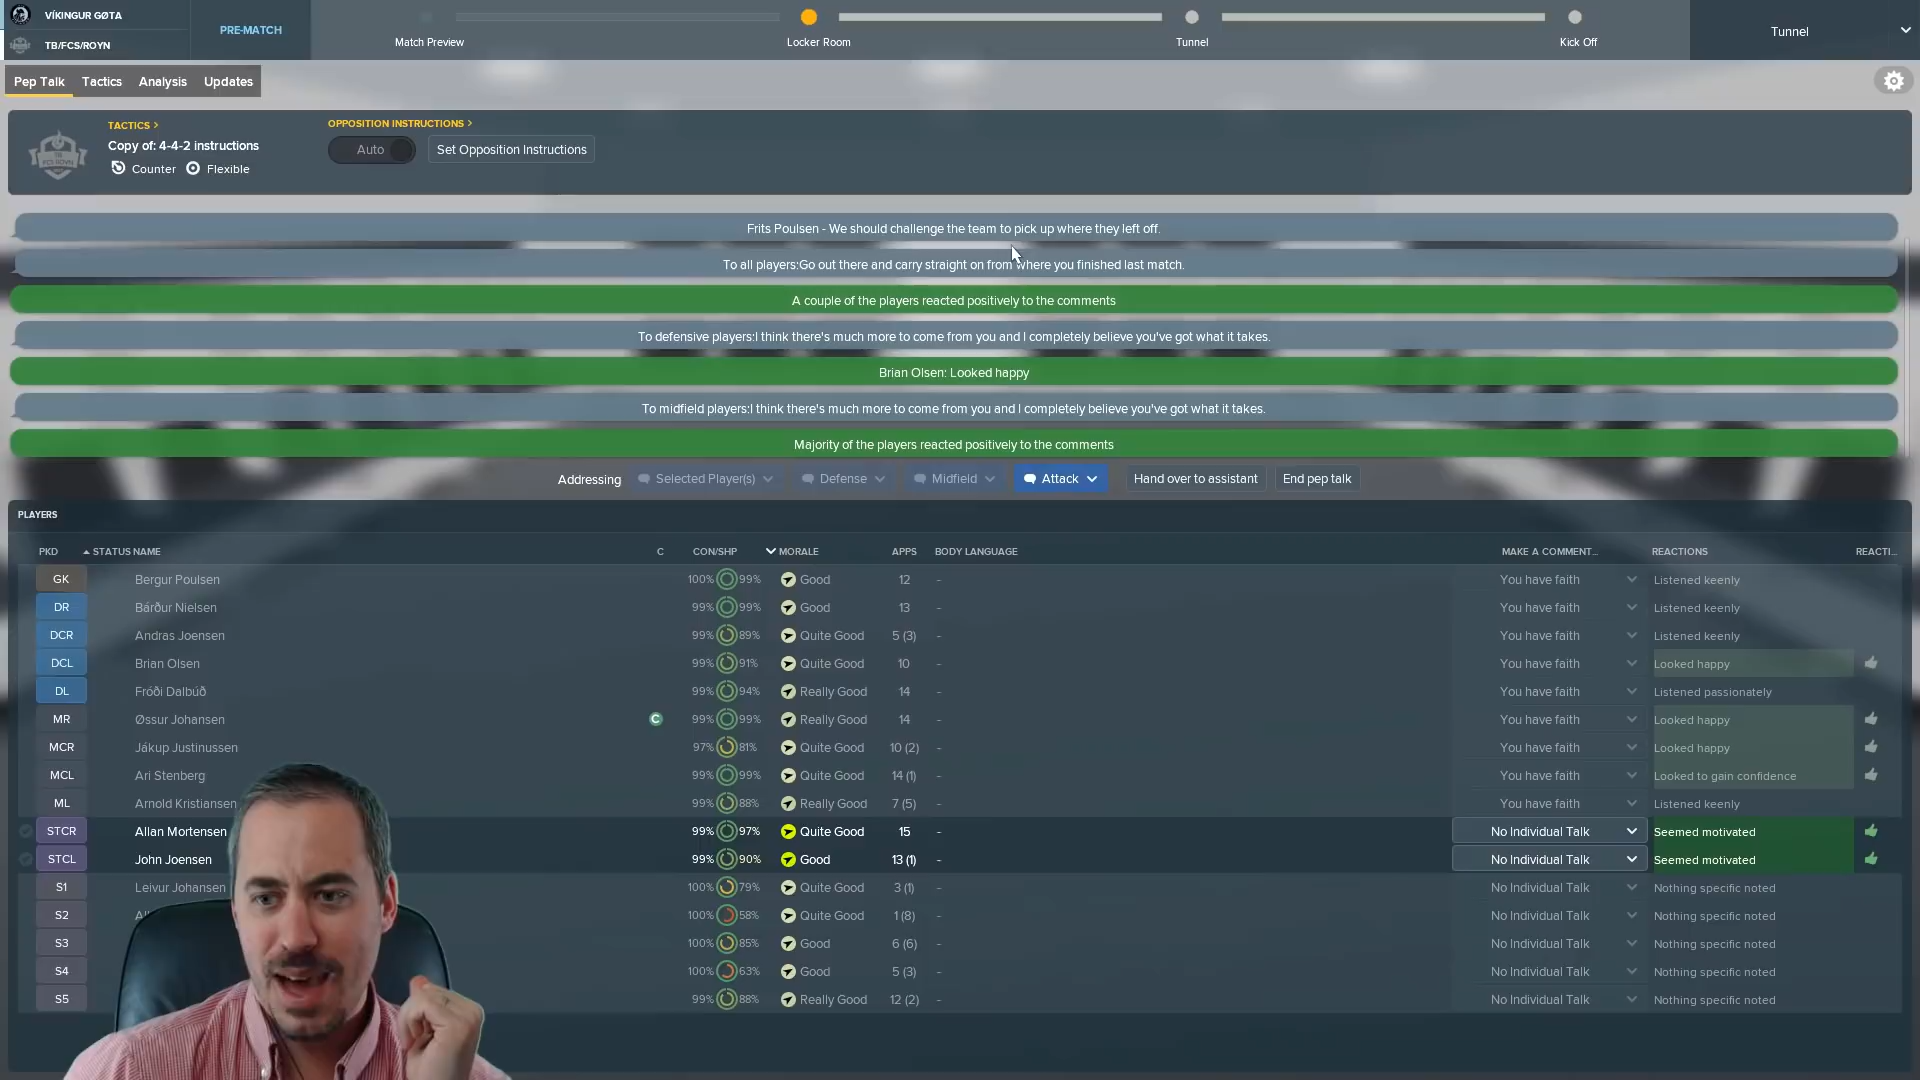 VÍKINGUR GØTA
TB/FCS/ROYN
PRE-MATCH
Match Preview
Locker Room
Tunnel
Kick Off
Tunnel
Pep Talk Tactics Analysis Updates
TACTICS >
Copy of: 4-4-2 instructions
Counter Flexible
OPPOSITION INSTRUCTIONS >
Auto Set Opposition Instructions
Frits Poulsen - We should challenge the team to pick up where they left off.
To all players:Go out there and carry straight on from where you finished last match.
A couple of the players reacted positively to the comments
To defensive players:I think there's much more to come from you and I completely believe you've got what it takes.
Brian Olsen: Looked happy
To midfield players:I think there's much more to come from you and I completely believe you've got what it takes.
Majority of the players reacted positively to the comments
Addressing Selected Player(s) Defense Midfield Attack Hand over to assistant End pep talk
PLAYERS
PKD STATUS NAME C CON/SHP MORALE APPS BODY LANGUAGE MAKE A COMMENT... REACTIONS REACTI...
GK Bergur Poulsen 100% 99% Good 12 - You have faith Listened keenly
DR Bárður Nielsen 99% 99% Good 13 - You have faith Listened keenly
DCR Andras Joensen 99% 89% Quite Good 5 (3) - You have faith Listened keenly
DCL Brian Olsen 99% 91% Quite Good 10 - You have faith Looked happy
DL Fróði Dalbúð 99% 94% Really Good 14 - You have faith Listened passionately
MR Øssur Johansen C 99% 99% Really Good 14 - You have faith Looked happy
MCR Jákup Justinussen 97% 81% Quite Good 10 (2) - You have faith Looked happy
MCL Ari Stenberg 99% 99% Quite Good 14 (1) - You have faith Looked to gain confidence
ML Arnold Kristiansen 99% 88% Really Good 7 (5) - You have faith Listened keenly
STCR Allan Mortensen 99% 97% Quite Good 15 - No Individual Talk Seemed motivated
STCL John Joensen 99% 90% Good 13 (1) - No Individual Talk Seemed motivated
S1 Leivur Johansen 100% 79% Quite Good 3 (1) - No Individual Talk Nothing specific noted
S2 100% 58% Quite Good 1 (8) - No Individual Talk Nothing specific noted
S3 100% 85% Good 6 (6) - No Individual Talk Nothing specific noted
S4 100% 63% Good 5 (3) - No Individual Talk Nothing specific noted
S5 99% 88% Really Good 12 (2) - No Individual Talk Nothing specific noted